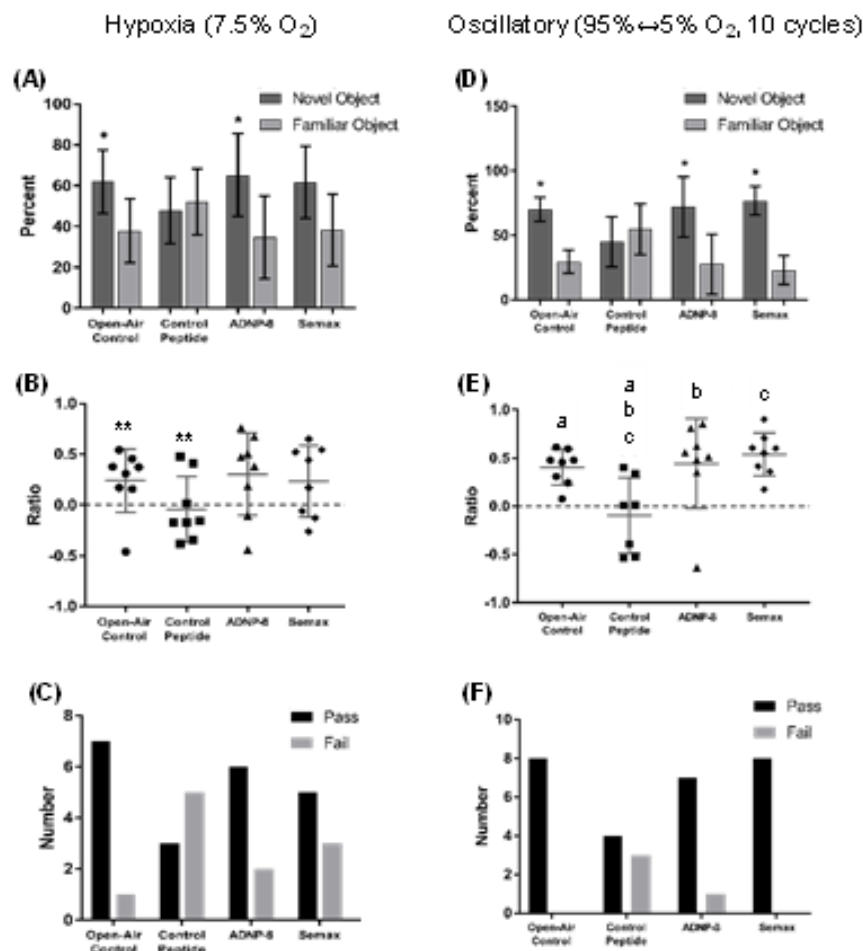 Hypoxia (7.5% O₂)
(A)
Novel Object
Familiar Object
Percent
100
80
60
40
20
0
*
*
Open-Air Control
Control Peptide
ADNP-8
Semax
(B)
Ratio
1.0
0.5
0.0
-0.5
-1.0
**
**
Open-Air Control
Control Peptide
ADNP-8
Semax
(C)
Pass
Fail
Number
8
6
4
2
0
Open-Air Control
Control Peptide
ADNP-8
Semax
Oscillatory (95%↔5% O₂, 10 cycles)
(D)
Novel Object
Familiar Object
Percent
150
100
50
0
*
*
*
Open-Air Control
Control Peptide
ADNP-8
Semax
(E)
Ratio
1.0
0.5
0.0
-0.5
-1.0
a
a
b
c
b
c
Open-Air Control
Control Peptide
ADNP-8
Semax
(F)
Pass
Fail
Number
10
8
6
4
2
0
Open-Air Control
Control Peptide
ADNP-8
Semax